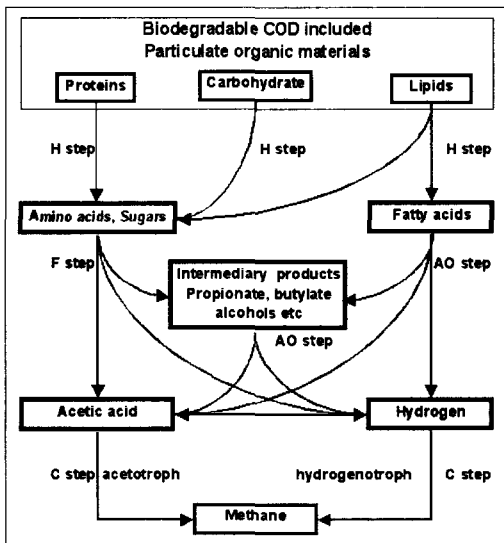 Biodegradable COD included
Particulate organic materials
Proteins
Carbohydrate
Lipids
H step
H step
H step
Amino acids, Sugars
Fatty acids
F step
Intermediary products
Propionate, butylate
alcohols etc
AO step
AO step
Acetic acid
Hydrogen
C step acetotroph
hydrogenotroph
C step
Methane